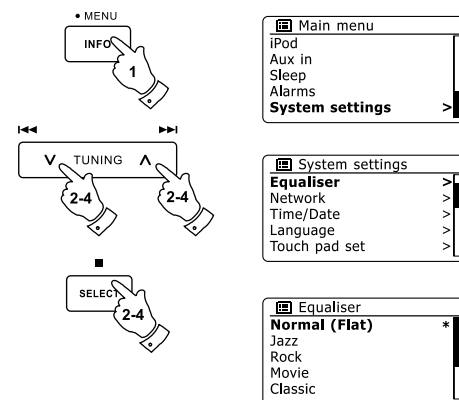 • MENU
INFO
1
V TUNING Λ
2-4
2-4
SELECT
2-4
Main menu
iPod
Aux in
Sleep
Alarms
System settings >
System settings
Equaliser >
Network >
Time/Date >
Language >
Touch pad set >
Equaliser
Normal (Flat) *
Jazz
Rock
Movie
Classic